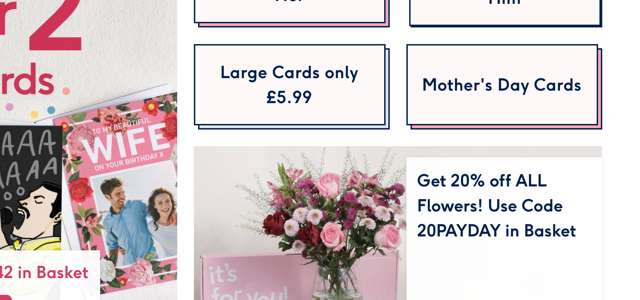 2
rds
AAA
AAA
TO MY BEAUTIFUL
WIFE
ON YOUR BIRTHDAY X
42 in Basket
Large Cards only
£5.99
Mother's Day Cards
it's
for you!
Get 20% off ALL
Flowers! Use Code
20PAYDAY in Basket